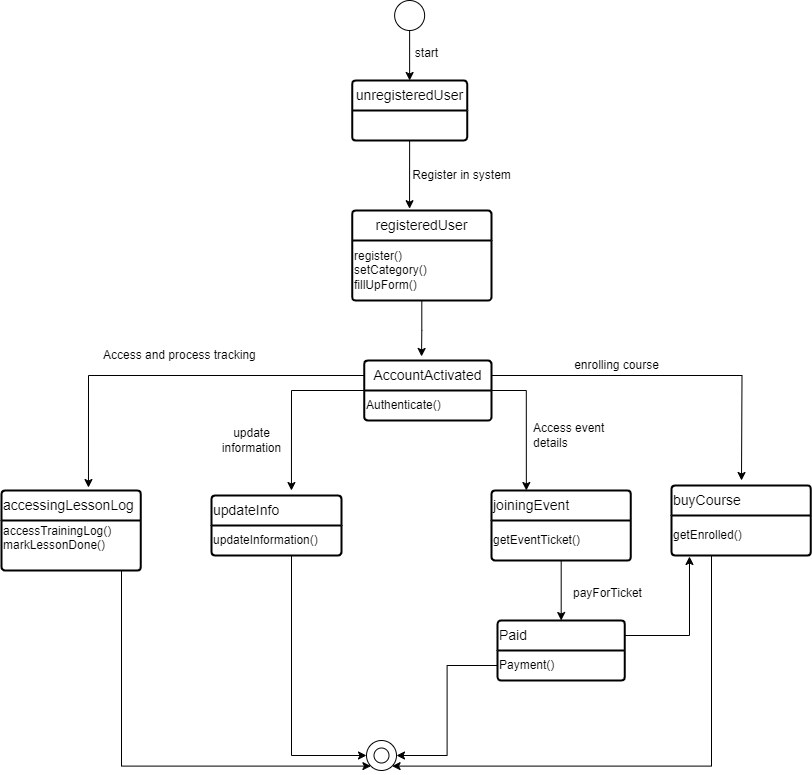 start
unregisteredUser
Register in system
registeredUser
register()
setCategory()
fillUpForm()
Access and process tracking
enrolling course
AccountActivated
Authenticate()
update
information
Access event
details
accessingLessonLog
accessTrainingLog()
markLessonDone()
updateInfo
updateInformation()
joiningEvent
getEventTicket()
buyCourse
getEnrolled()
payForTicket
Paid
Payment()